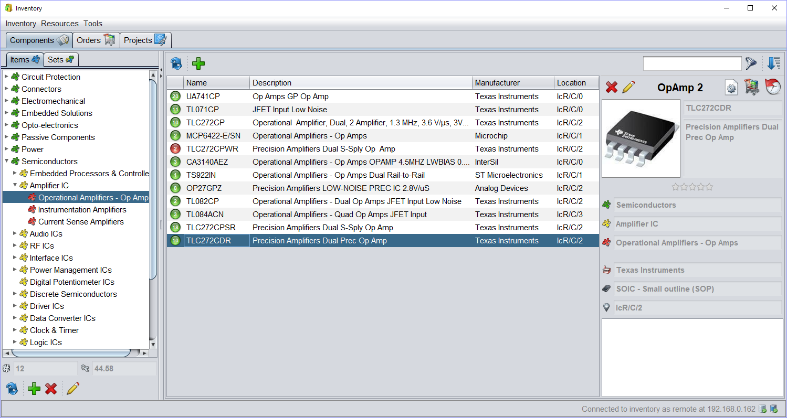 Inventory
Inventory Resources Tools
Components Orders Projects
Items Sets
Circuit Protection
Connectors
Electromechanical
Embedded Solutions
Opto-electronics
Passive Components
Power
Semiconductors
Embedded Processors & Controlle
Amplifier IC
Operational Amplifiers - Op Amp
Instrumentation Amplifiers
Current Sense Amplifiers
Audio ICs
RF ICs
Interface ICs
Power Management ICs
Digital Potentiometer ICs
Discrete Semiconductors
Driver ICs
Data Converter ICs
Clock & Timer
Logic ICs
12 44.58
Name Description Manufacturer Location
UA741CP Op Amps GP Op Amp Texas Instruments IcR/C/0
TL071CP JFET Input Low Noise Texas Instruments IcR/C/0
TLC272CP Operational Amplifier, Dual, 2 Amplifier, 1.3 MHz, 3.6 V/µs, 3V... Texas Instruments IcR/C/2
MCP6422-E/SN Operational Amplifiers - Op Amps Microchip IcR/C/1
TLC272CPWR Precision Amplifiers Dual S-Sply Op Amp Texas Instruments IcR/C/2
CA3140AEZ Operational Amplifiers - Op Amps OPAMP 4.5MHZ LWBIAS 0.... InterSil IcR/C/0
TS922IN Operational Amplifiers - Op Amps Dual Rail to Rail ST Microelectronics IcR/C/1
OP27GPZ Precision Amplifiers LOW-NOISE PREC IC 2.8V/uS Analog Devices IcR/C/2
TL082CP Operational Amplifiers - Dual Op Amps JFET Input Low Noise Texas Instruments IcR/C/2
TL084ACN Operational Amplifiers - Quad Op Amps JFET Input Texas Instruments IcR/C/3
TLC272CPSR Precision Amplifiers Dual S-Sply Op Amp Texas Instruments IcR/C/2
TLC272CDR Precision Amplifiers Dual Prec Op Amp Texas Instruments IcR/C/2
OpAmp 2
TLC272CDR
Precision Amplifiers Dual
Prec Op Amp
Semiconductors
Amplifier IC
Operational Amplifiers - Op Amps
Texas Instruments
SOIC - Small outline (SOP)
IcR/C/2
Connected to inventory as remote at 192.168.0.162